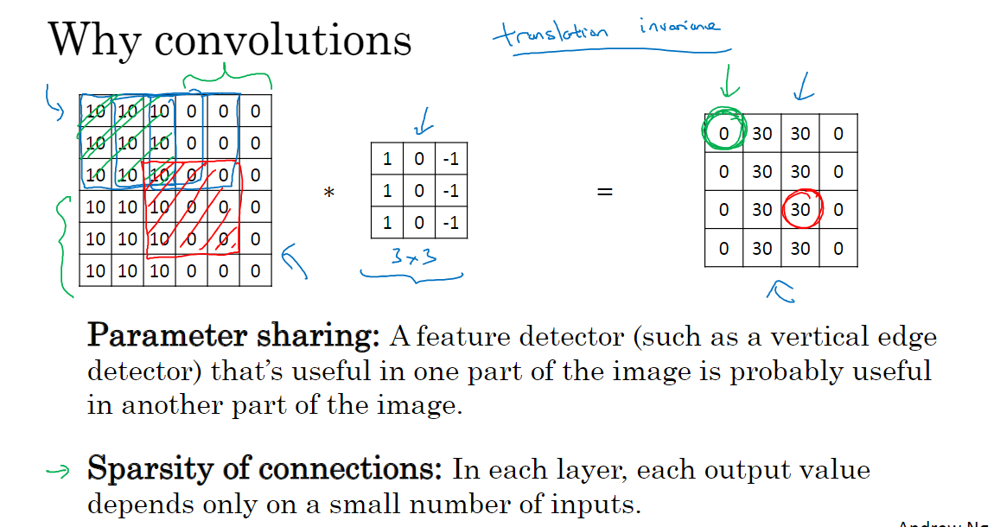 Why convolutions
translation invariance
10 10 10 0 0 0
10 10 10 0 0 0
10 10 10 0 0 0
10 10 10 0 0 0
10 10 10 0 0 0
10 10 10 0 0 0
*
1 0 -1
1 0 -1
1 0 -1
3x3
=
0 30 30 0
0 30 30 0
0 30 30 0
0 30 30 0
Parameter sharing: A feature detector (such as a vertical edge
detector) that's useful in one part of the image is probably useful
in another part of the image.
→ Sparsity of connections: In each layer, each output value
depends only on a small number of inputs.
Andrew Ng